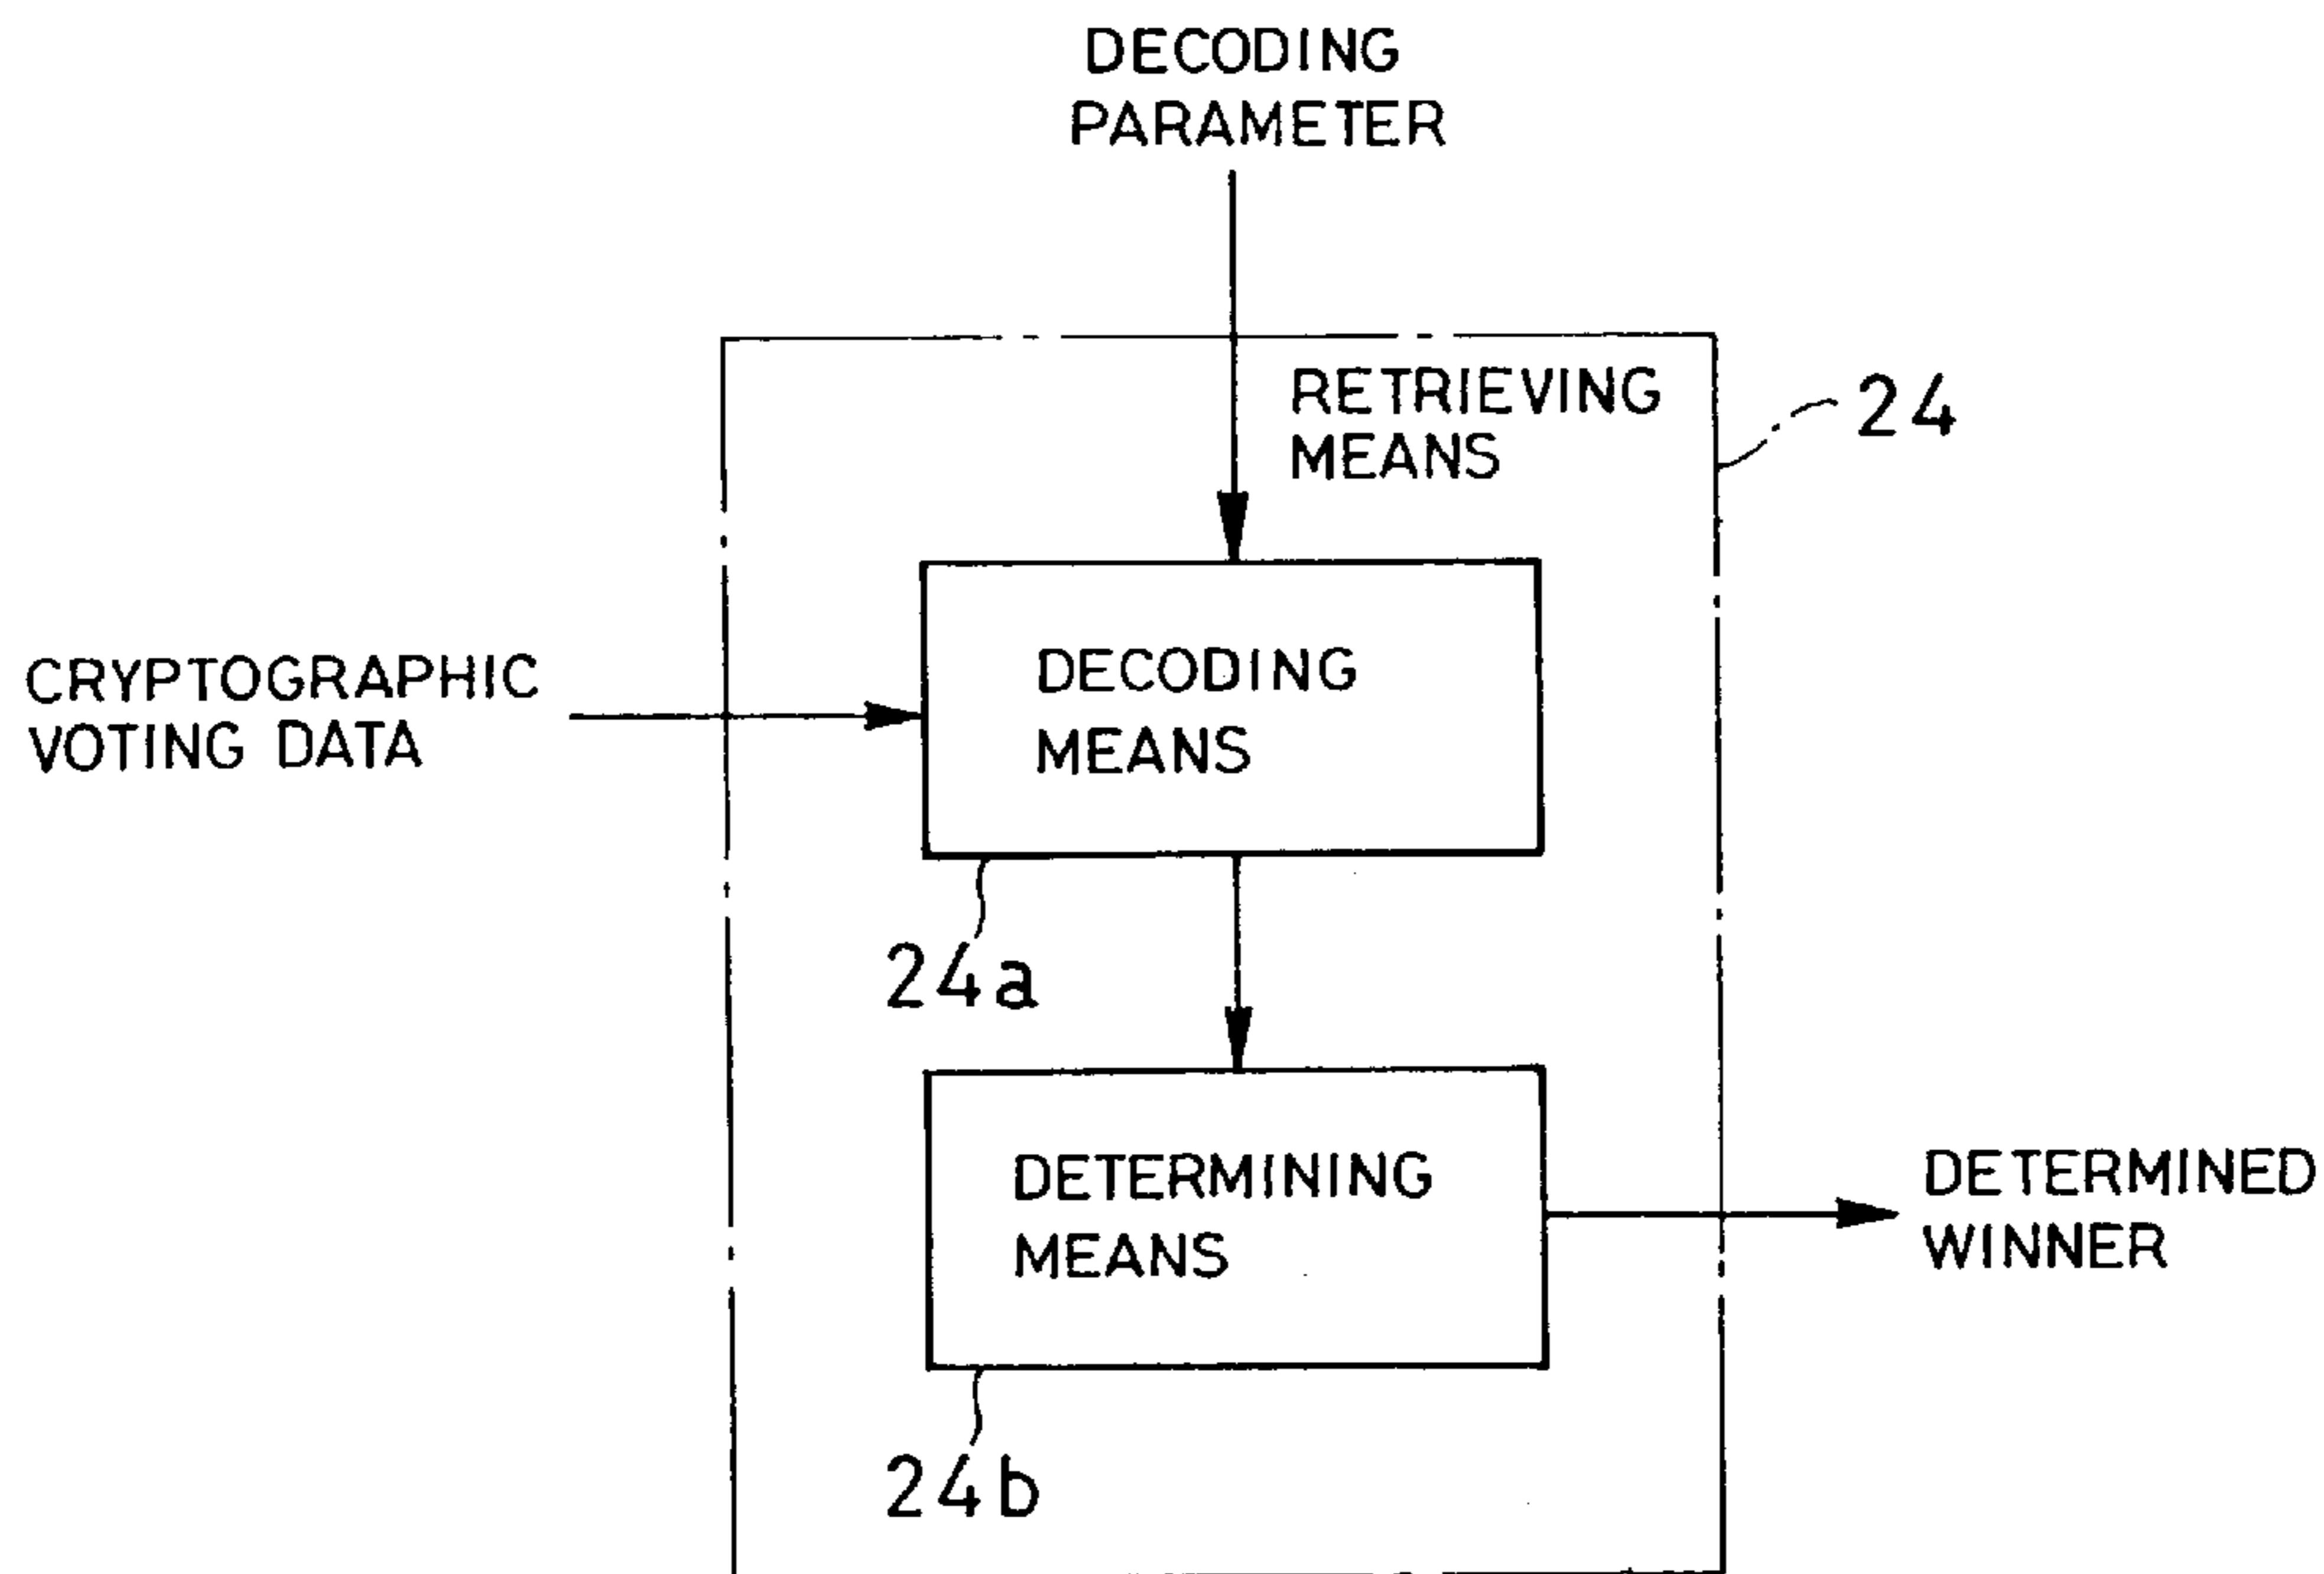 DECODING
PARAMETER
RETRIEVING
MEANS
24
DECODING
MEANS
CRYPTOGRAPHIC
VOTING DATA
24a
DETERMINING
MEANS
DETERMINED
WINNER
24b